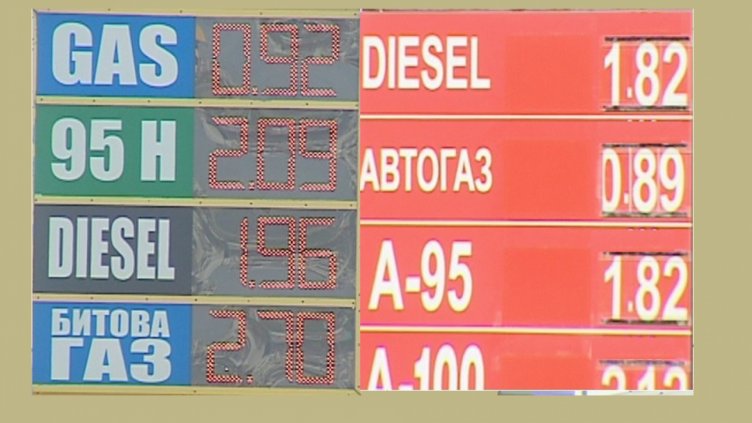 GAS 0.92
95 H 2.09
DIESEL 1.96
БИТОВА
ГАЗ 2.70
DIESEL 1.82
АВТОГАЗ 0.89
А-95 1.82
А-100